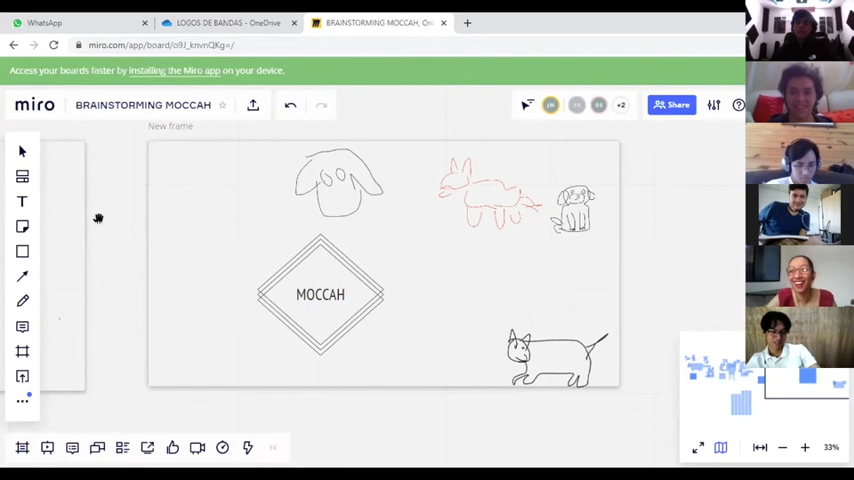 WhatsApp
LOGOS DE BANDAS - OneDrive
BRAINSTORMING MOCCAH, Onl
miro.com/app/board/o9J_knvnQKg=/
Access your boards faster by installing the Miro app on your device.
miro
BRAINSTORMING MOCCAH
+2
Share
New frame
MOCCAH
33%